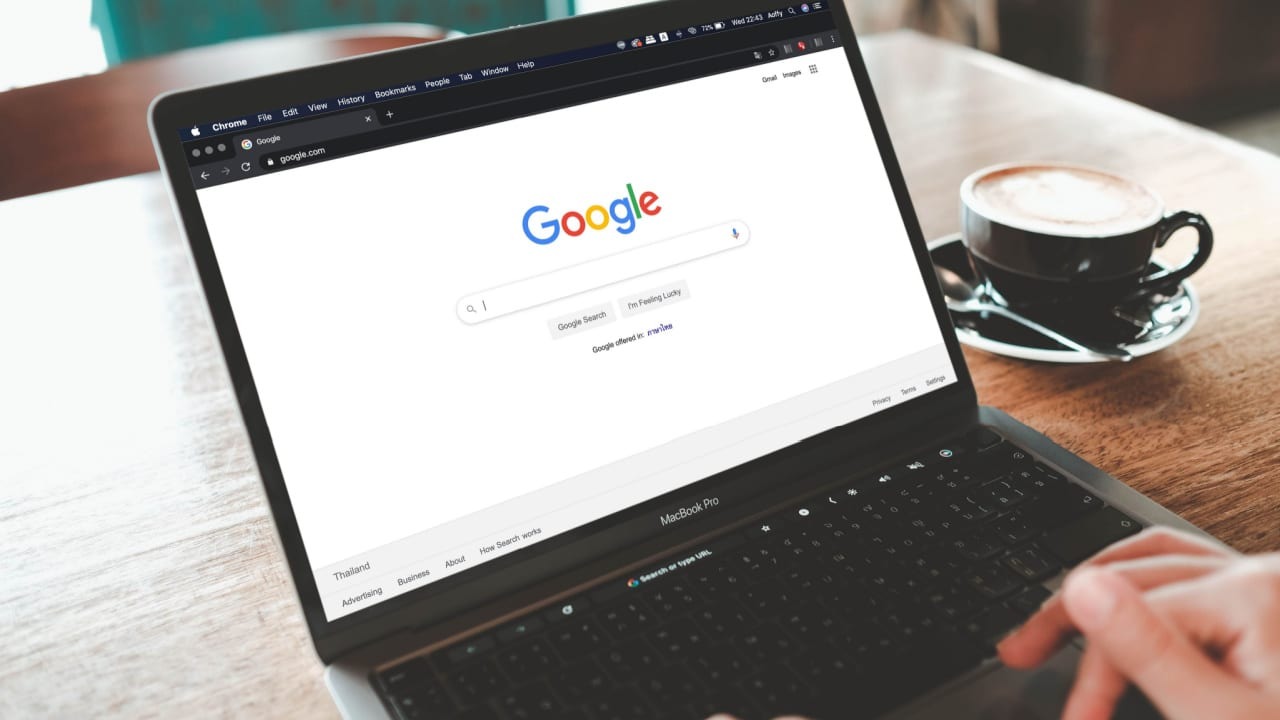 Chrome File Edit View History Bookmarks People Tab Window Help 72% Wed 22:43 Aoffy
Google
google.com
Gmail Images
Google
Google Search I'm Feeling Lucky
Google offered in: ภาษาไทย
Thailand
Advertising Business About How Search works Privacy Terms Settings
MacBook Pro
Search or type URL